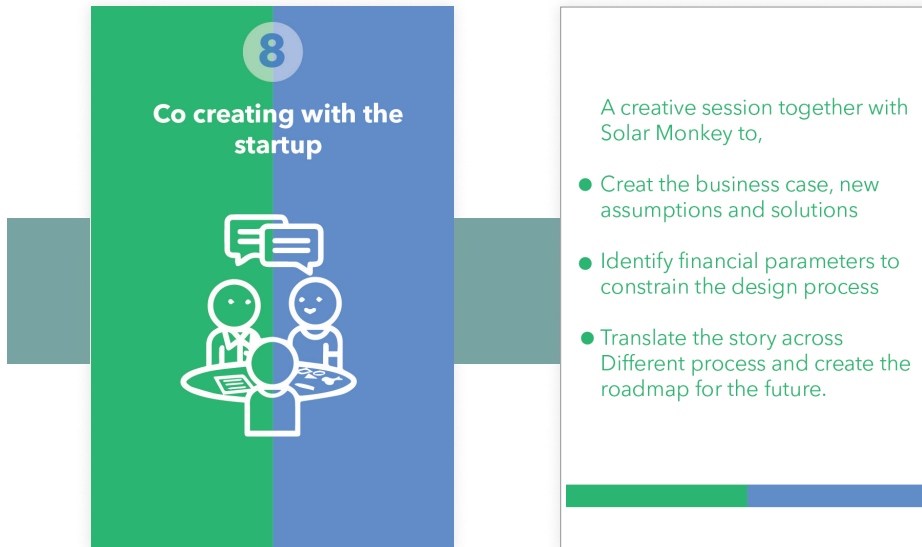 8
Co creating with the
startup
A creative session together with
Solar Monkey to,
Creat the business case, new
assumptions and solutions
Identify financial parameters to
constrain the design process
Translate the story across
Different process and create the
roadmap for the future.